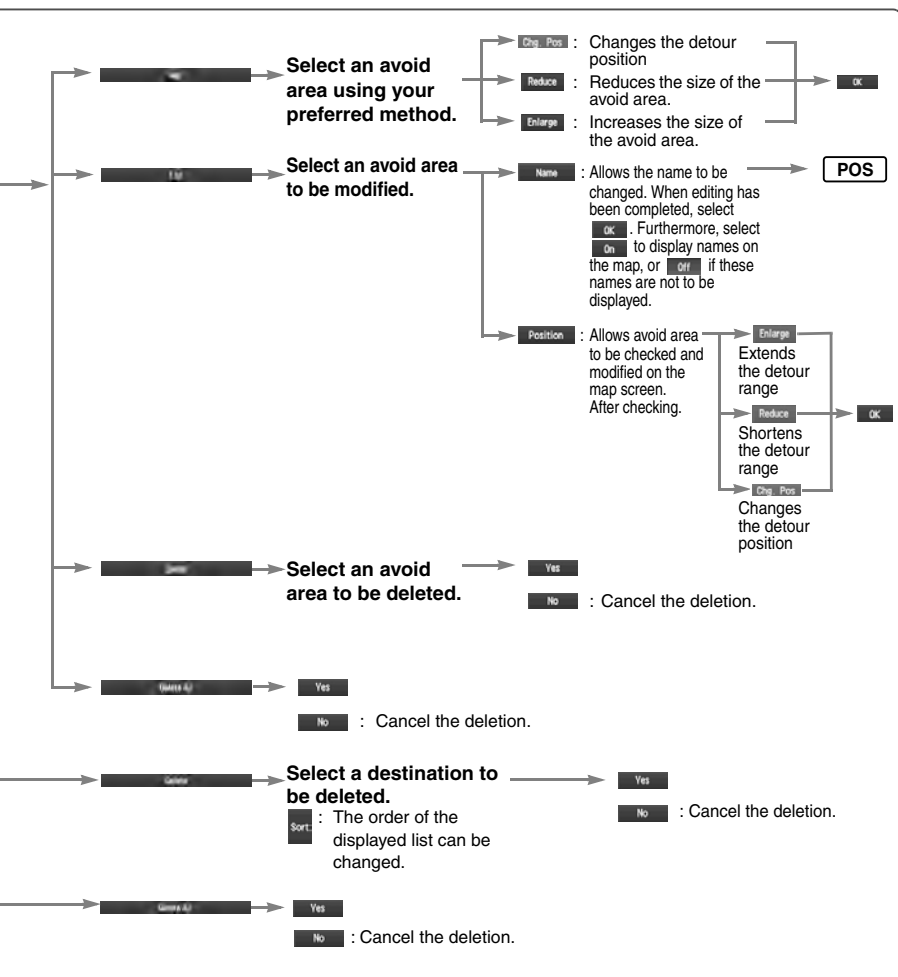 Select an avoid
area using your
preferred method.
Chg. Pos : Changes the detour
position
Reduce : Reduces the size of the
avoid area.
Enlarge : Increases the size of
the avoid area.
OK
Select an avoid area
to be modified.
Name : Allows the name to be
changed. When editing has
been completed, select
OK . Furthermore, select
On to display names on
the map, or Off if these
names are not to be
displayed.
POS
Position : Allows avoid area
to be checked and
modified on the
map screen.
After checking.
Enlarge
Extends
the detour
range
Reduce
Shortens
the detour
range
Chg. Pos
Changes
the detour
position
OK
Select an avoid
area to be deleted.
Yes
No : Cancel the deletion.
Delete All
Yes
No : Cancel the deletion.
Delete
Select a destination to
be deleted.
Sort : The order of the
displayed list can be
changed.
Yes
No : Cancel the deletion.
Delete All
Yes
No : Cancel the deletion.